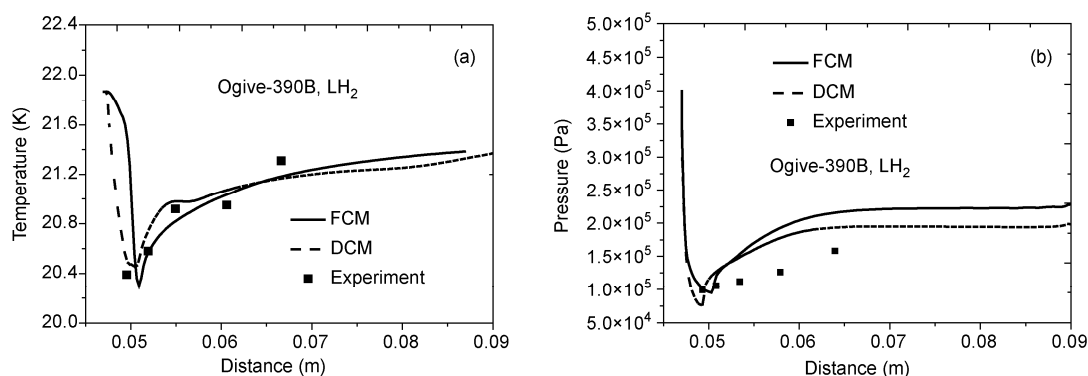 22.4
22.0
21.6
21.2
20.8
20.4
20.0
Temperature (K)
(a)
Ogive-390B, LH2
FCM
DCM
Experiment
0.05
0.06
0.07
0.08
0.09
Distance (m)
5.0×10^5
4.5×10^5
4.0×10^5
3.5×10^5
3.0×10^5
2.5×10^5
2.0×10^5
1.5×10^5
1.0×10^5
5.0×10^4
Pressure (Pa)
(b)
FCM
DCM
Experiment
Ogive-390B, LH2
0.05
0.06
0.07
0.08
0.09
Distance (m)